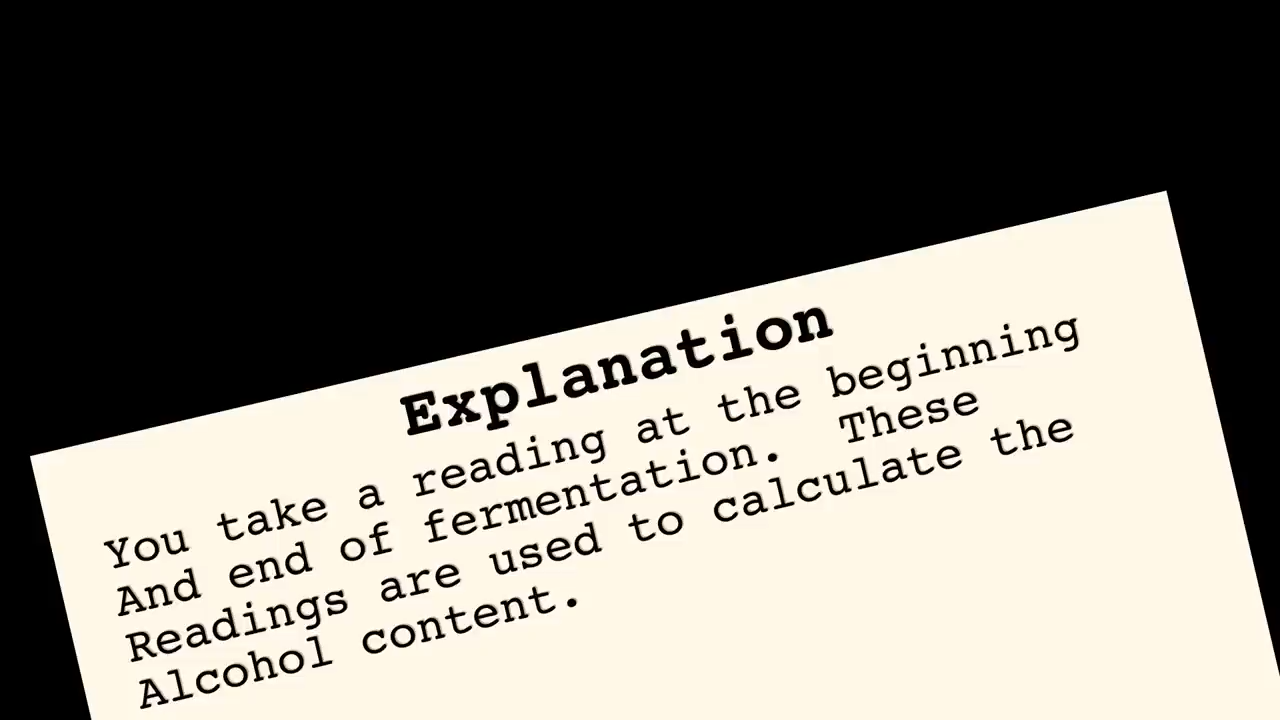 Explanation
You take a reading at the beginning
And end of fermentation. These
Readings are used to calculate the
Alcohol content.